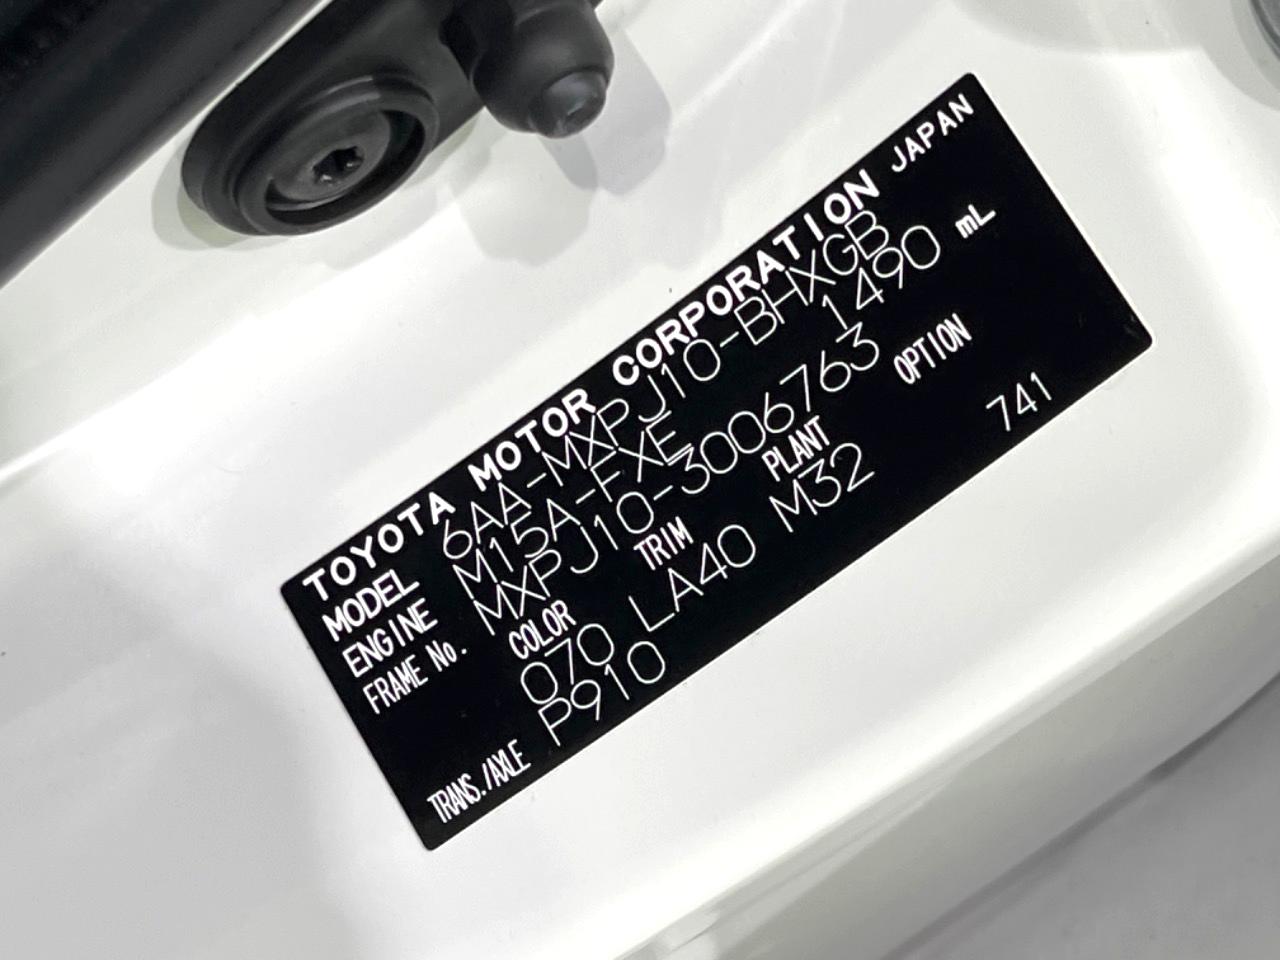 TOYOTA MOTOR CORPORATION JAPAN
MODEL 6AA-MXPJ10-BHXGB
ENGINE M15A-FXE 1490 mL
FRAME No. MXPJ10-3006763
COLOR TRIM PLANT OPTION
070 LA40 M32 741
TRANS./AXLE P910